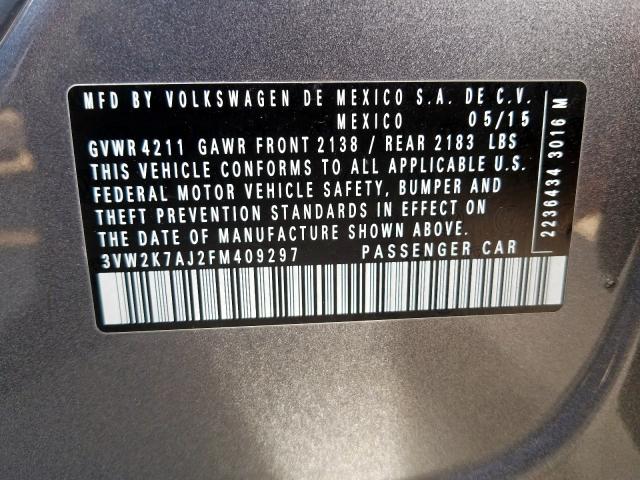 MFD BY VOLKSWAGEN DE MEXICO S.A. DE C.V.
MEXICO 05/15
GVWR 4211 GAWR FRONT 2138 / REAR 2183 LBS
THIS VEHICLE CONFORMS TO ALL APPLICABLE U.S.
FEDERAL MOTOR VEHICLE SAFETY, BUMPER AND
THEFT PREVENTION STANDARDS IN EFFECT ON
THE DATE OF MANUFACTURE SHOWN ABOVE.
3VW2K7AJ2FM409297 PASSENGER CAR
2236434 3016 M